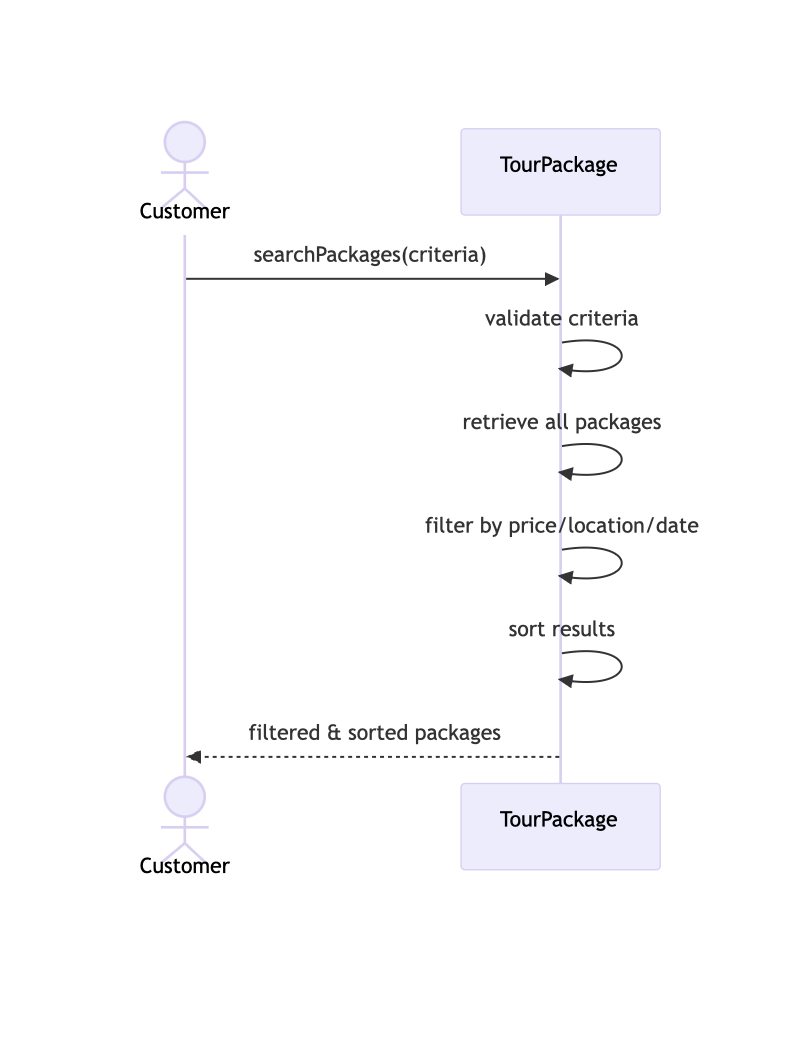 Customer
TourPackage
searchPackages(criteria)
validate criteria
retrieve all packages
filter by price/location/date
sort results
filtered & sorted packages
Customer
TourPackage